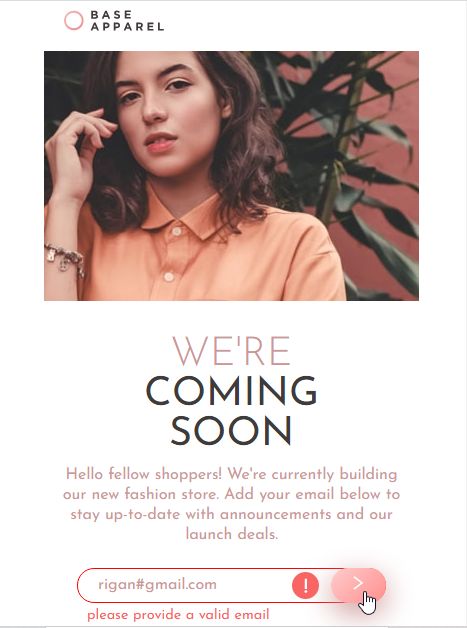 BASE
APPAREL
WE'RE
COMING
SOON
Hello fellow shoppers! We're currently building
our new fashion store. Add your email below to
stay up-to-date with announcements and our
launch deals.
rigan#gmail.com
please provide a valid email